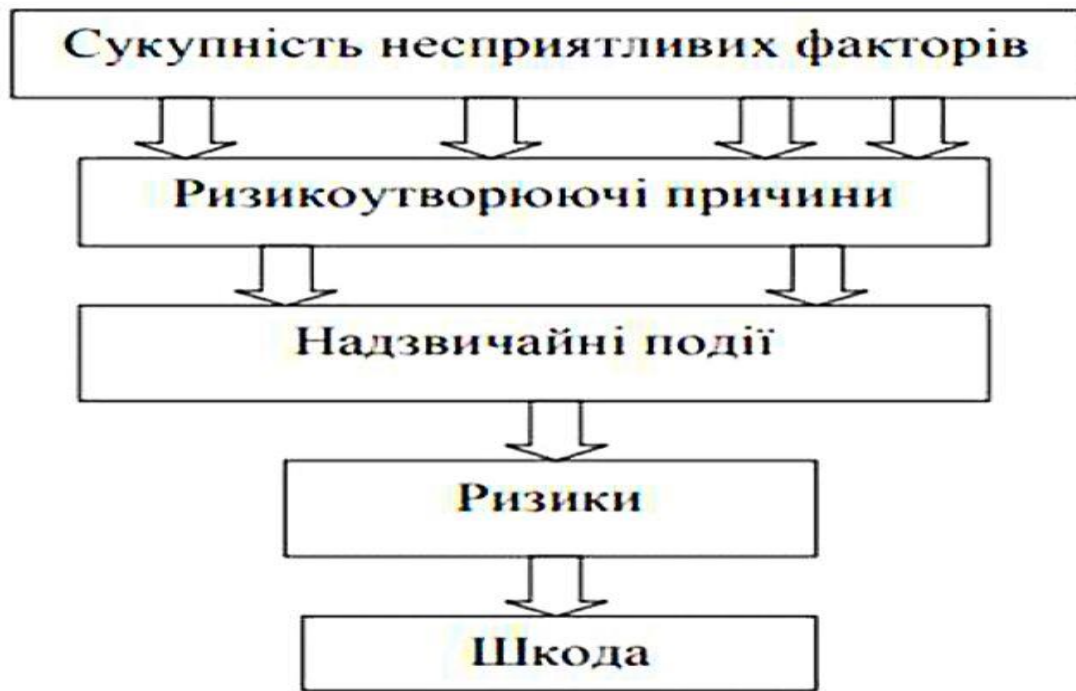 Сукупність несприятливих факторів
Ризикоутворюючі причини
Надзвичайні події
Ризики
Шкода